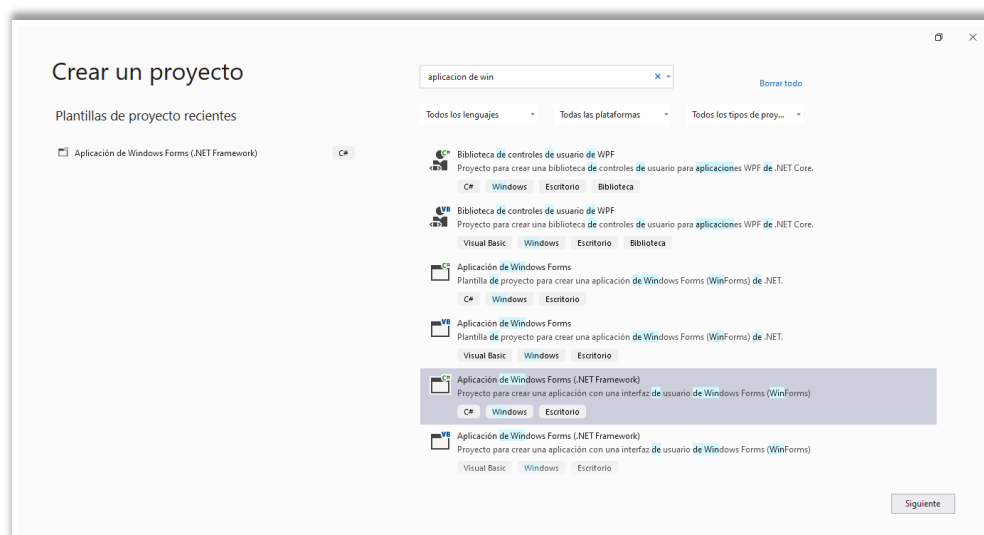 Crear un proyecto
Plantillas de proyecto recientes
Aplicación de Windows Forms (.NET Framework) C#
aplicacion de win
Borrar todo
Todos los lenguajes Todas las plataformas Todos los tipos de proy...
Biblioteca de controles de usuario de WPF
Proyecto para crear una biblioteca de controles de usuario para aplicaciones WPF de .NET Core.
C# Windows Escritorio Biblioteca
Biblioteca de controles de usuario de WPF
Proyecto para crear una biblioteca de controles de usuario para aplicaciones WPF de .NET Core.
Visual Basic Windows Escritorio Biblioteca
Aplicación de Windows Forms
Plantilla de proyecto para crear una aplicación de Windows Forms (WinForms) de .NET.
C# Windows Escritorio
Aplicación de Windows Forms
Plantilla de proyecto para crear una aplicación de Windows Forms (WinForms) de .NET.
Visual Basic Windows Escritorio
Aplicación de Windows Forms (.NET Framework)
Proyecto para crear una aplicación con una interfaz de usuario de Windows Forms (WinForms)
C# Windows Escritorio
Aplicación de Windows Forms (.NET Framework)
Proyecto para crear una aplicación con una interfaz de usuario de Windows Forms (WinForms)
Visual Basic Windows Escritorio
Siguiente